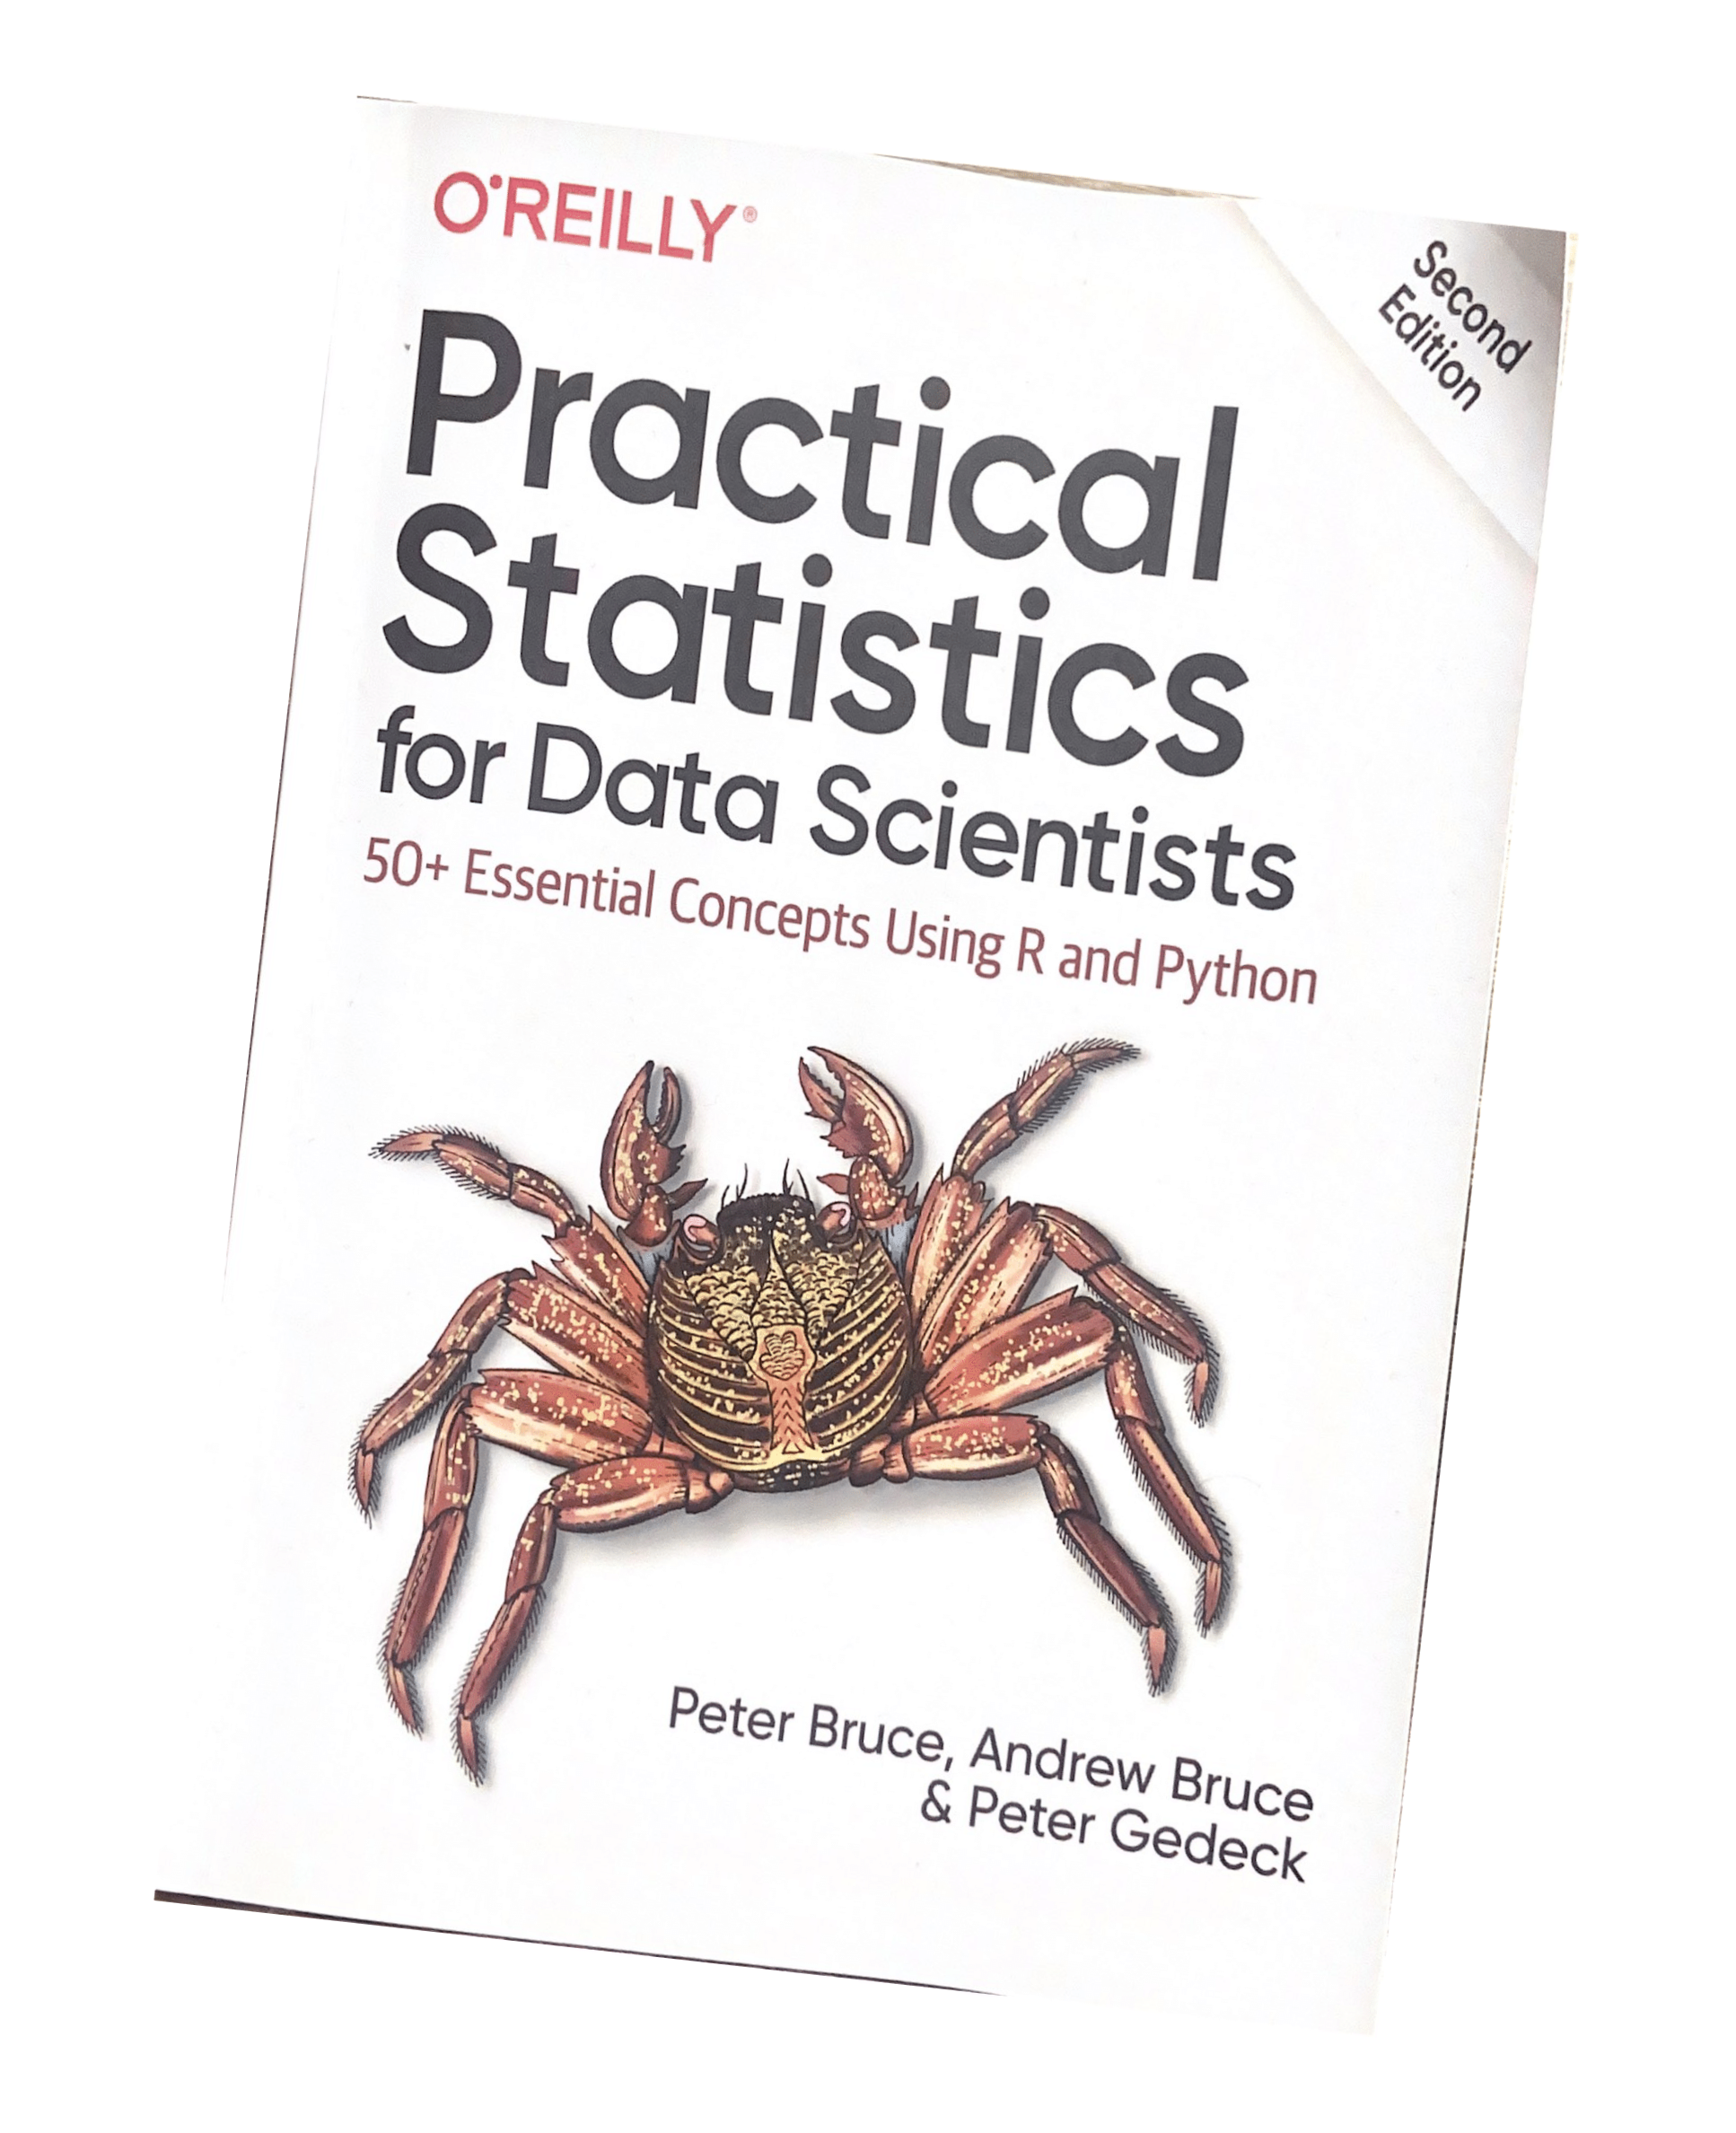 O'REILLY®
Second
Edition
Practical
Statistics
for Data Scientists
50+ Essential Concepts Using R and Python
Peter Bruce, Andrew Bruce
& Peter Gedeck